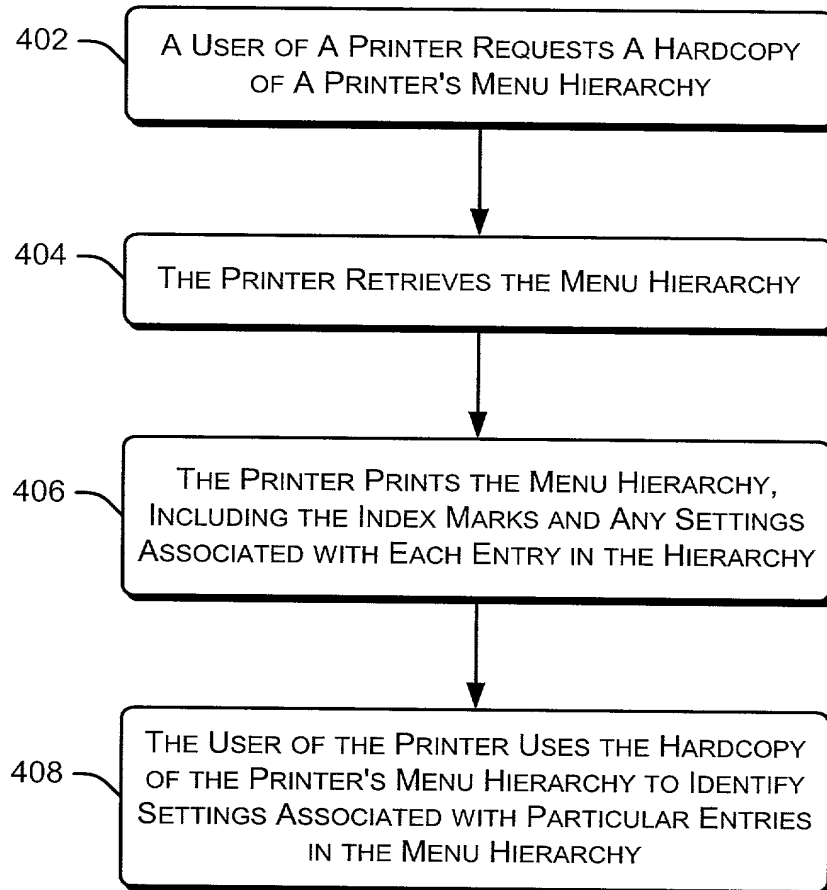 402
A USER OF A PRINTER REQUESTS A HARDCOPY
OF A PRINTER'S MENU HIERARCHY
404
THE PRINTER RETRIEVES THE MENU HIERARCHY
406
THE PRINTER PRINTS THE MENU HIERARCHY,
INCLUDING THE INDEX MARKS AND ANY SETTINGS
ASSOCIATED WITH EACH ENTRY IN THE HIERARCHY
408
THE USER OF THE PRINTER USES THE HARDCOPY
OF THE PRINTER'S MENU HIERARCHY TO IDENTIFY
SETTINGS ASSOCIATED WITH PARTICULAR ENTRIES
IN THE MENU HIERARCHY